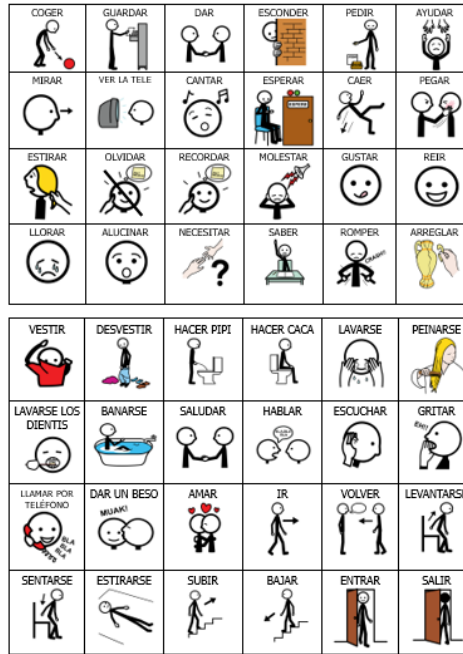 COGER GUARDAR DAR ESCONDER PEDIR AYUDAR
MIRAR VER LA TELE CANTAR ESPERAR CAER PEGAR
ESTIRAR OLVIDAR RECORDAR MOLESTAR GUSTAR REIR
LLORAR ALUCINAR NECESITAR SABER ROMPER ARREGLAR
?
CRASH!!
VESTIR DESVESTIR HACER PIPI HACER CACA LAVARSE PEINARSE
LAVARSE LOS
DIENTIS
BANARSE SALUDAR HABLAR ESCUCHAR GRITAR
EH!!
LLAMAR POR
TELÉFONO
DAR UN BESO AMAR IR VOLVER LEVANTARSE
MUAK!
BLA
BLA
BLA
SENTARSE ESTIRARSE SUBIR BAJAR ENTRAR SALIR